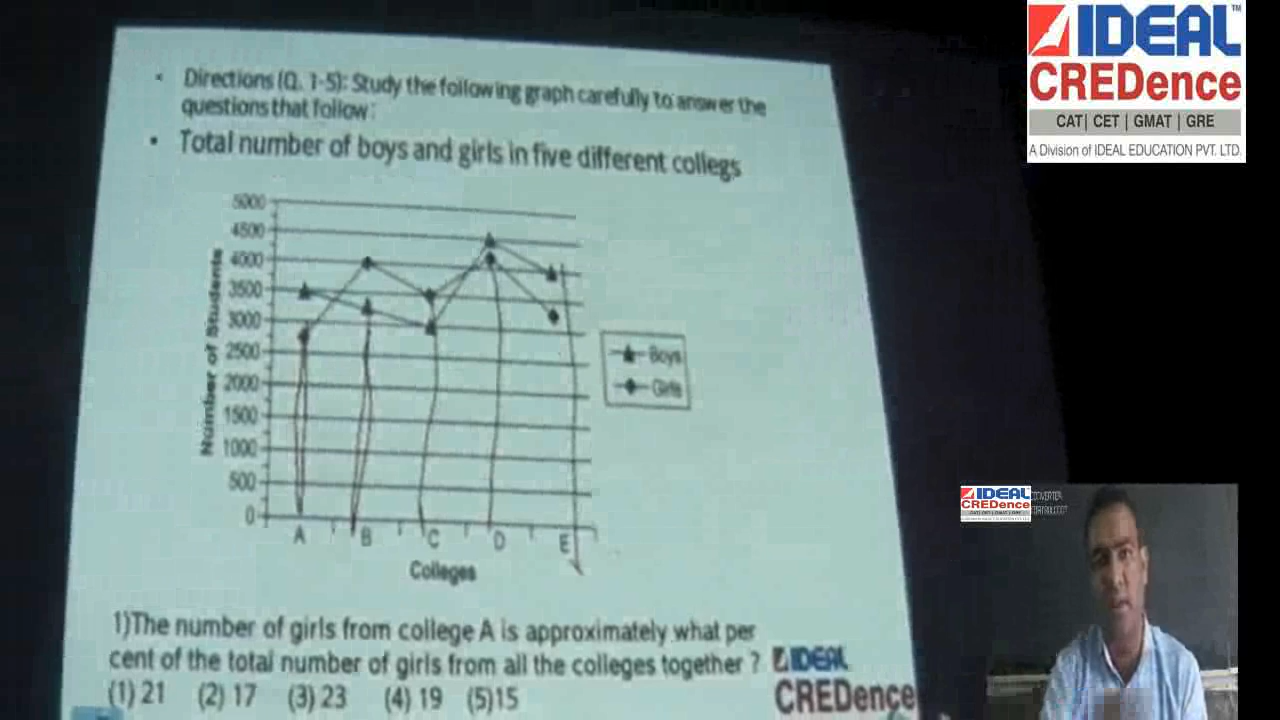 IDEAL™
CREDence
CAT| CET | GMAT | GRE
A Division of IDEAL EDUCATION PVT. LTD.
• Directions (Q. 1-5): Study the following graph carefully to answer the
questions that follow :
• Total number of boys and girls in five different collegs
5000
4500
4000
3500
3000
2500
2000
1500
1000
500
0
Number of Students
A B C D E
Colleges
Boys
Girls
1)The number of girls from college A is approximately what per
cent of the total number of girls from all the colleges together ?
(1) 21 (2) 17 (3) 23 (4) 19 (5)15
IDEAL
CREDence
IDEAL
CREDence